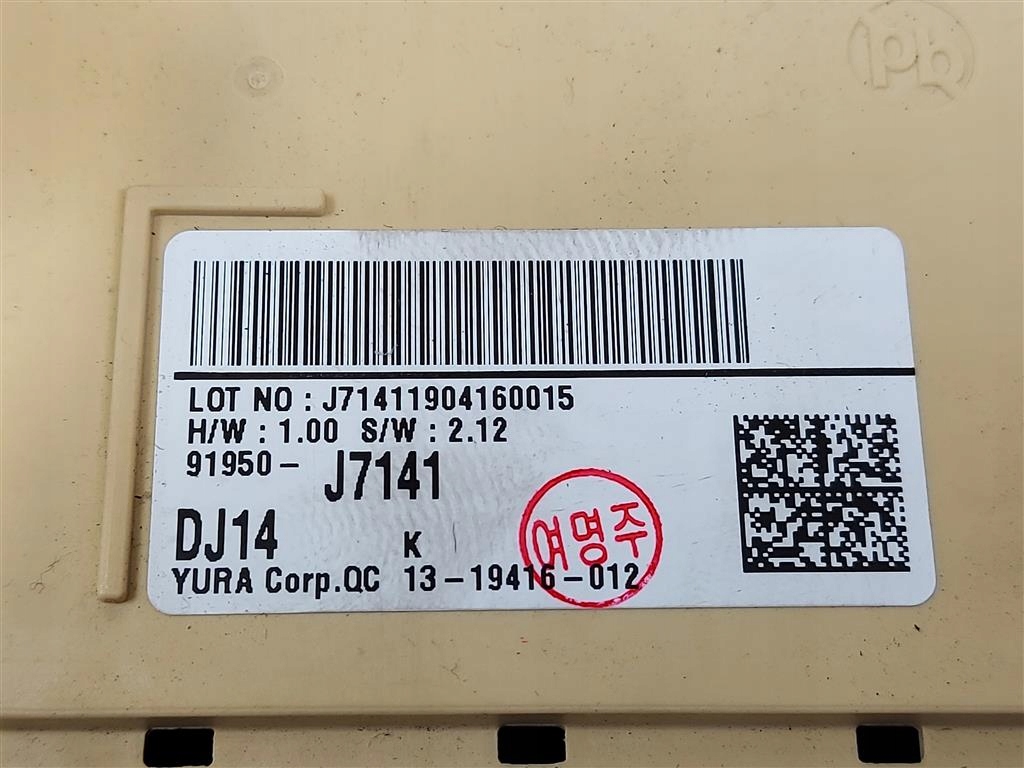 Pb
LOT NO : J71411904160015
H/W : 1.00 S/W : 2.12
91950- J7141
DJ14 K
여명주
YURA Corp.QC 13-19416-012